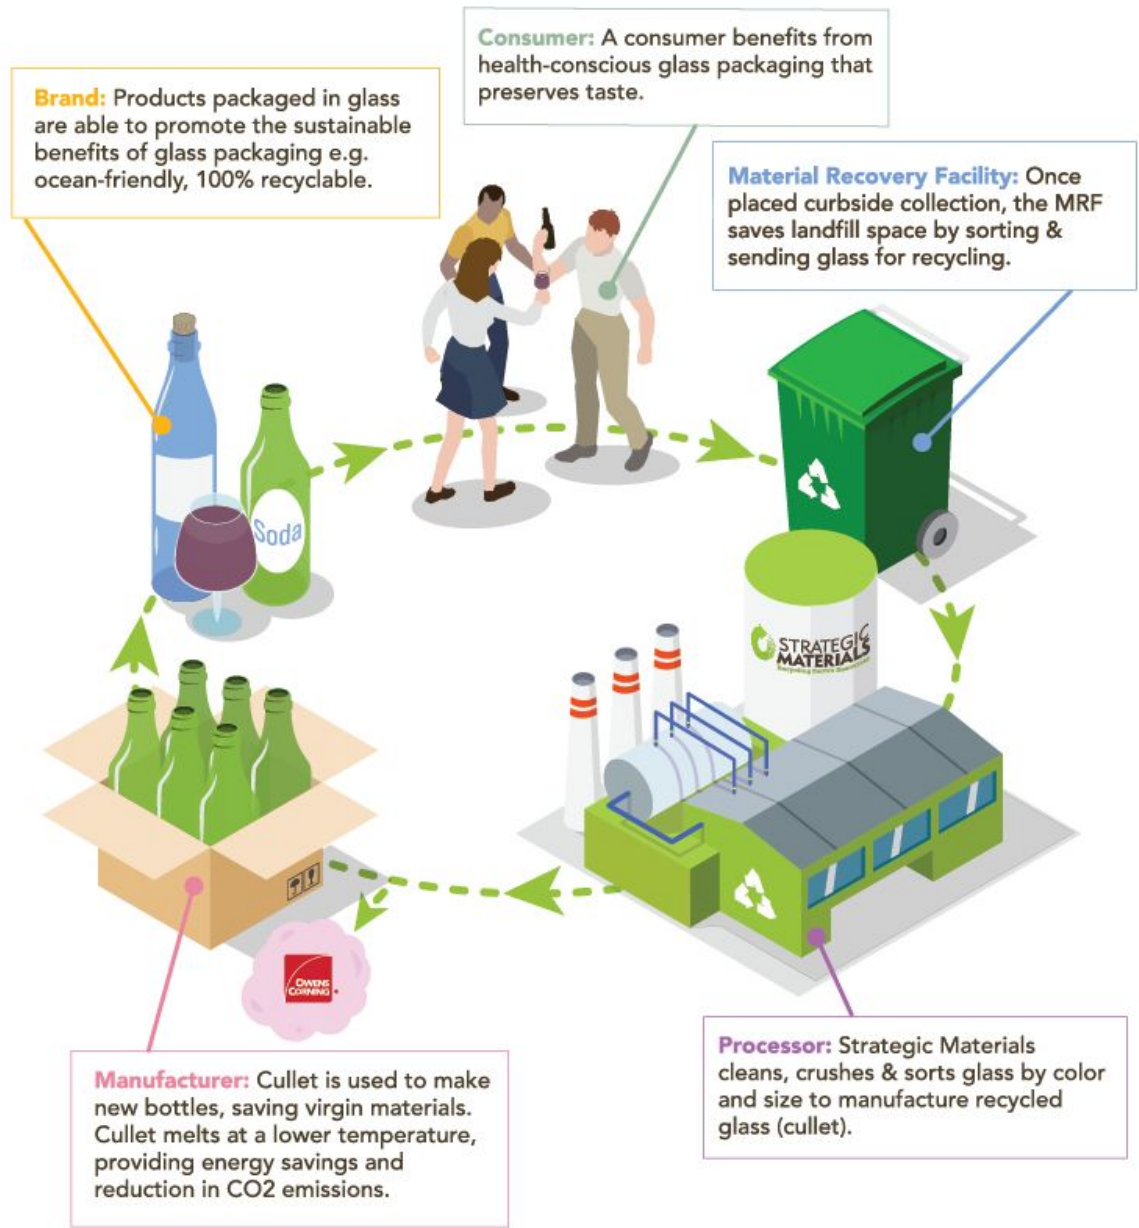 Consumer: A consumer benefits from
health-conscious glass packaging that
preserves taste.
Brand: Products packaged in glass
are able to promote the sustainable
benefits of glass packaging e.g.
ocean-friendly, 100% recyclable.
Material Recovery Facility: Once
placed curbside collection, the MRF
saves landfill space by sorting &
sending glass for recycling.
Soda
STRATEGIC
MATERIALS
OWENS
CORNING
Processor: Strategic Materials
cleans, crushes & sorts glass by color
and size to manufacture recycled
glass (cullet).
Manufacturer: Cullet is used to make
new bottles, saving virgin materials.
Cullet melts at a lower temperature,
providing energy savings and
reduction in CO2 emissions.